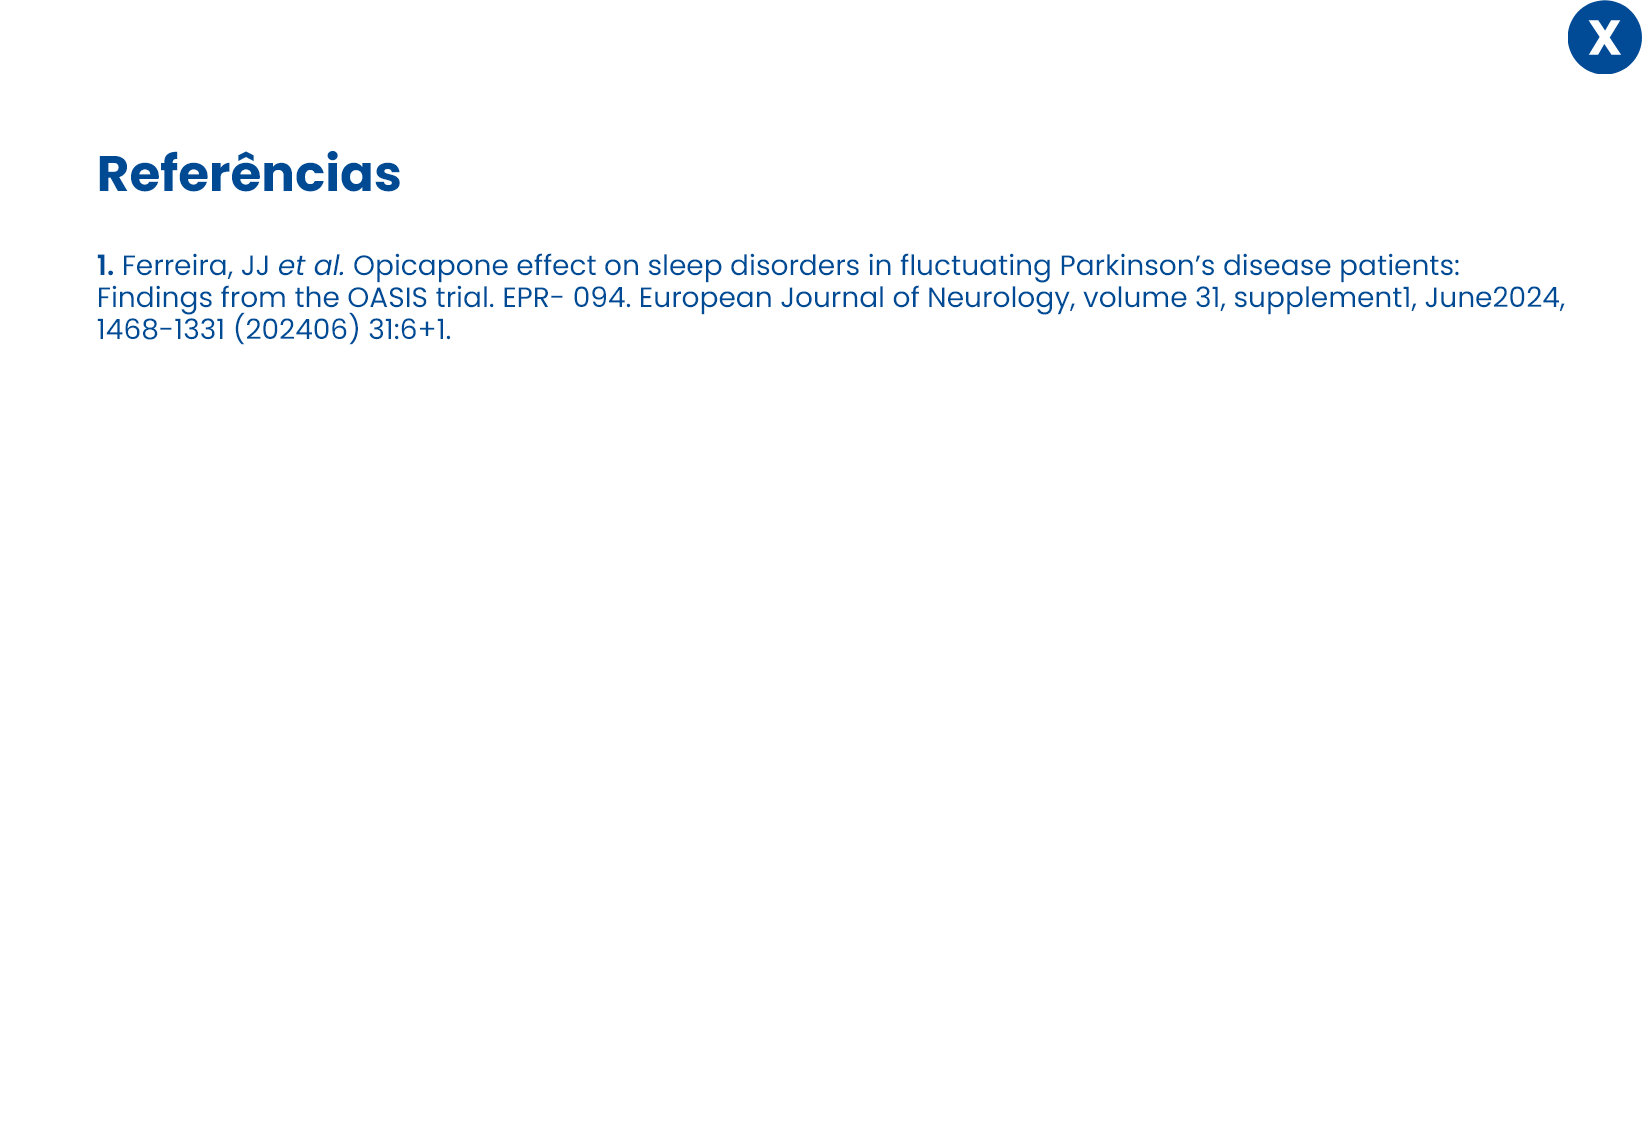 X
Referências
1. Ferreira, JJ et al. Opicapone effect on sleep disorders in fluctuating Parkinson’s disease patients:
Findings from the OASIS trial. EPR- 094. European Journal of Neurology, volume 31, supplement1, June2024,
1468-1331 (202406) 31:6+1.